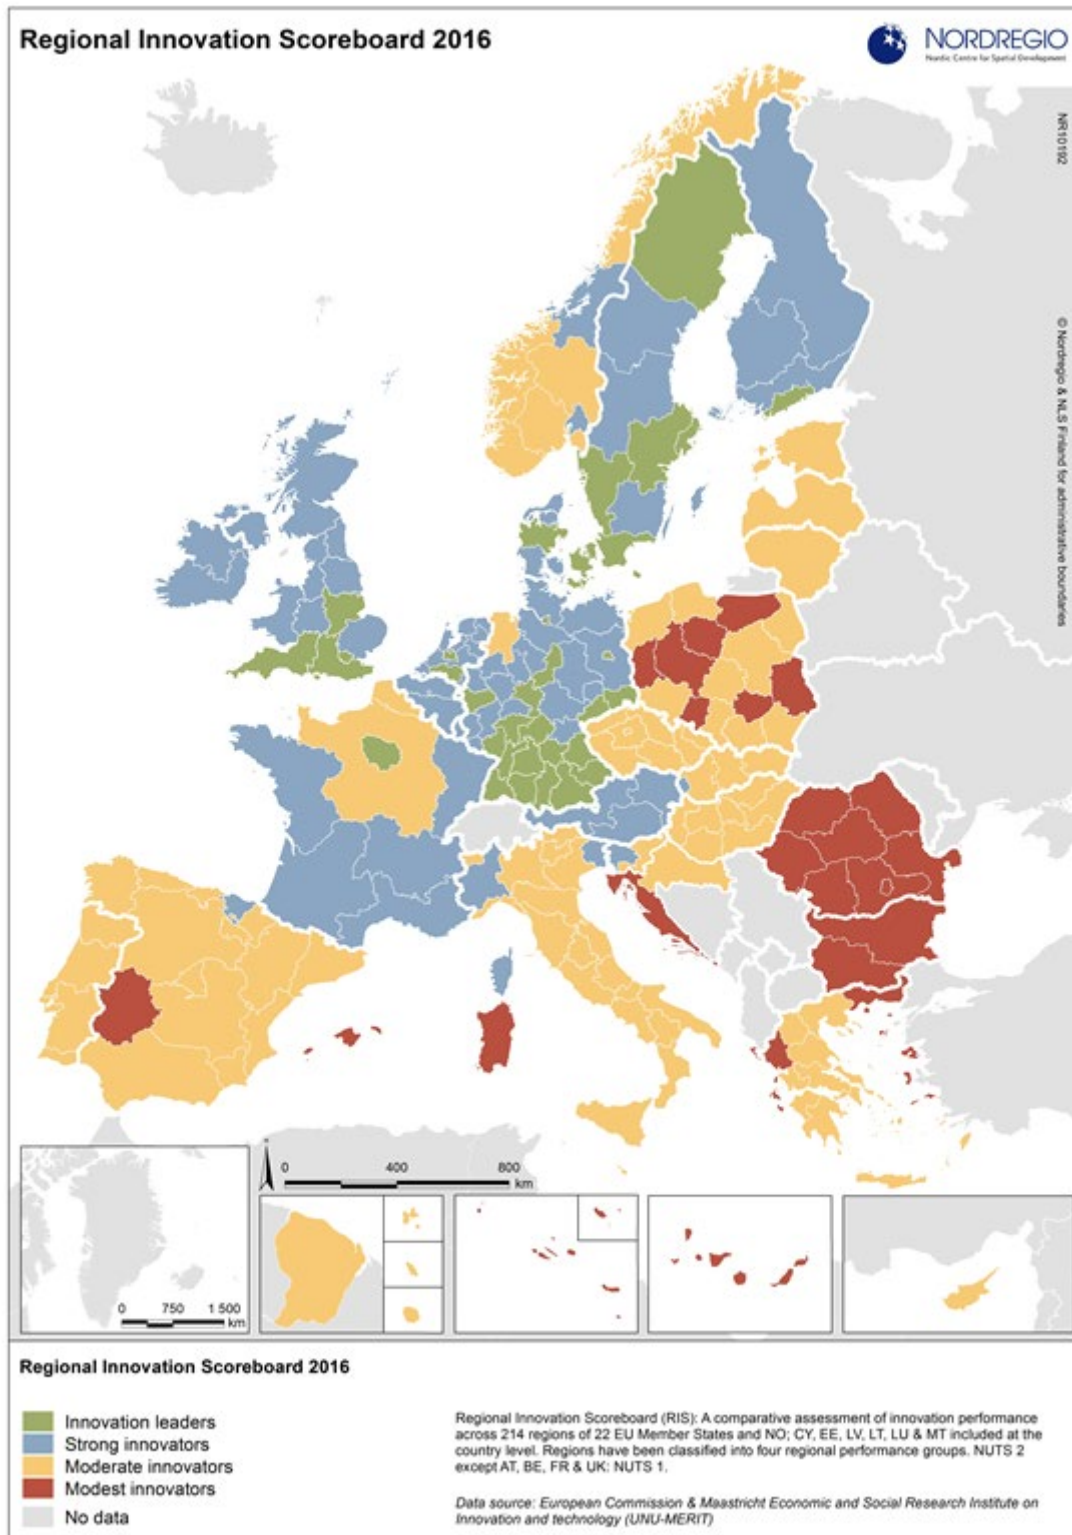 Regional Innovation Scoreboard 2016
NORDREGIO
Nordic Centre for Spatial Development
NR10192
© Nordregio & NLS Finland for administrative boundaries
0 400 800
km
0 750 1 500
km
Regional Innovation Scoreboard 2016
Innovation leaders
Strong innovators
Moderate innovators
Modest innovators
No data
Regional Innovation Scoreboard (RIS): A comparative assessment of innovation performance
across 214 regions of 22 EU Member States and NO; CY, EE, LV, LT, LU & MT included at the
country level. Regions have been classified into four regional performance groups. NUTS 2
except AT, BE, FR & UK: NUTS 1.
Data source: European Commission & Maastricht Economic and Social Research Institute on
Innovation and technology (UNU-MERIT)